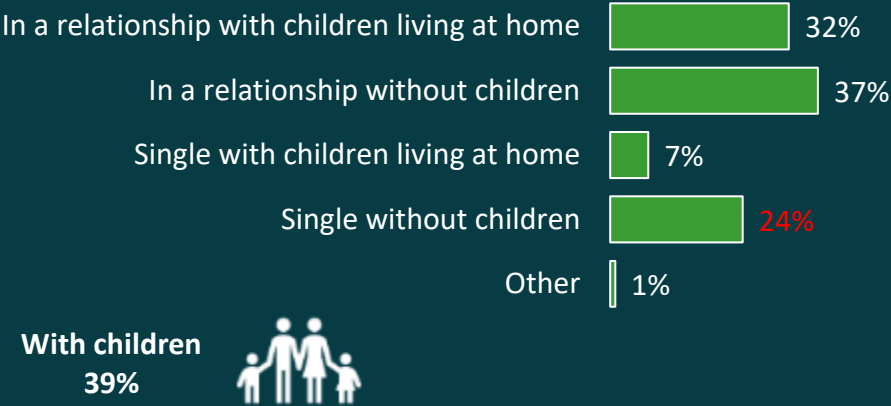 In a relationship with children living at home 32%
In a relationship without children 37%
Single with children living at home 7%
Single without children 24%
Other 1%
With children
39%